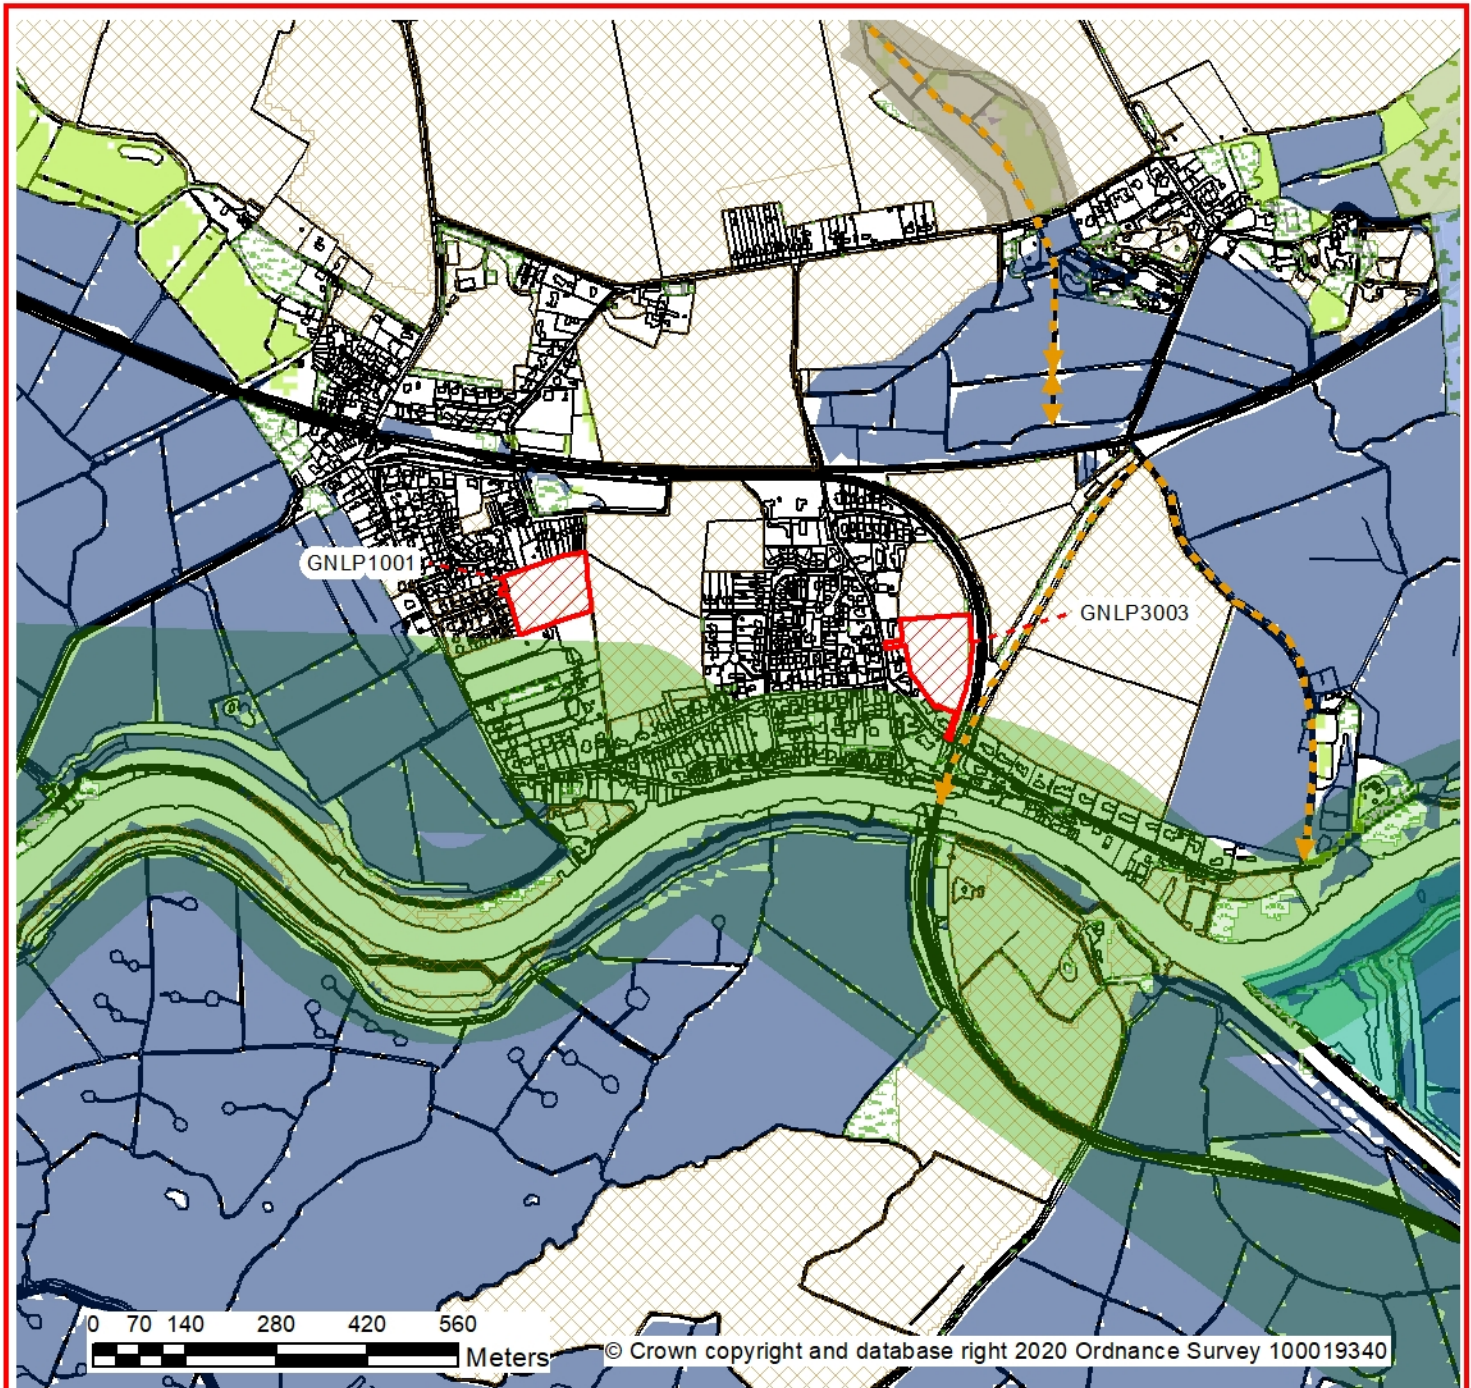 GNLP1001
GNLP3003
0 70 140 280 420 560
Meters
© Crown copyright and database right 2020 Ordnance Survey 100019340